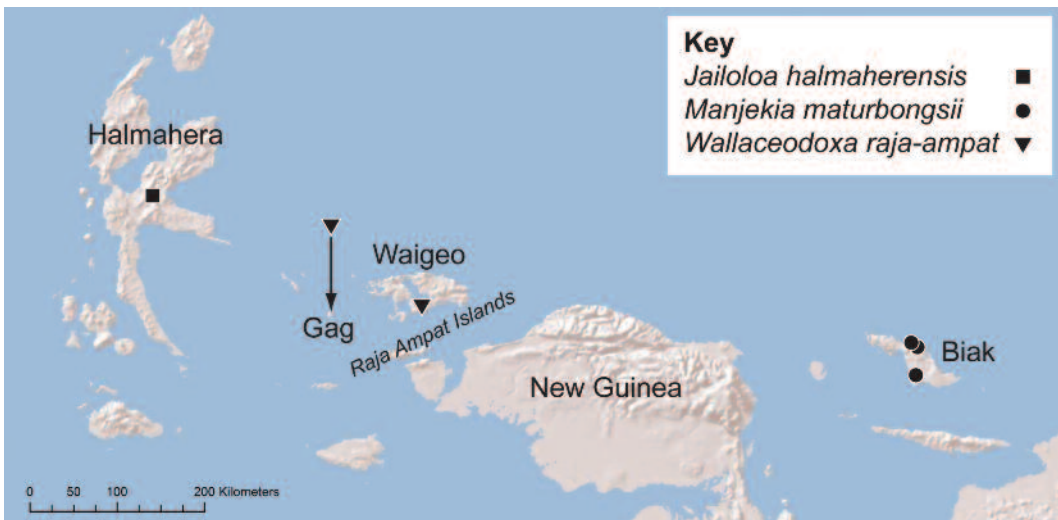 Key
Jailoloa halmaherensis
Manjekia maturbongsii
Wallaceodoxa raja-ampat
Halmahera
Waigeo
Gag
Raja Ampat Islands
Biak
New Guinea
0 50 100 200 Kilometers